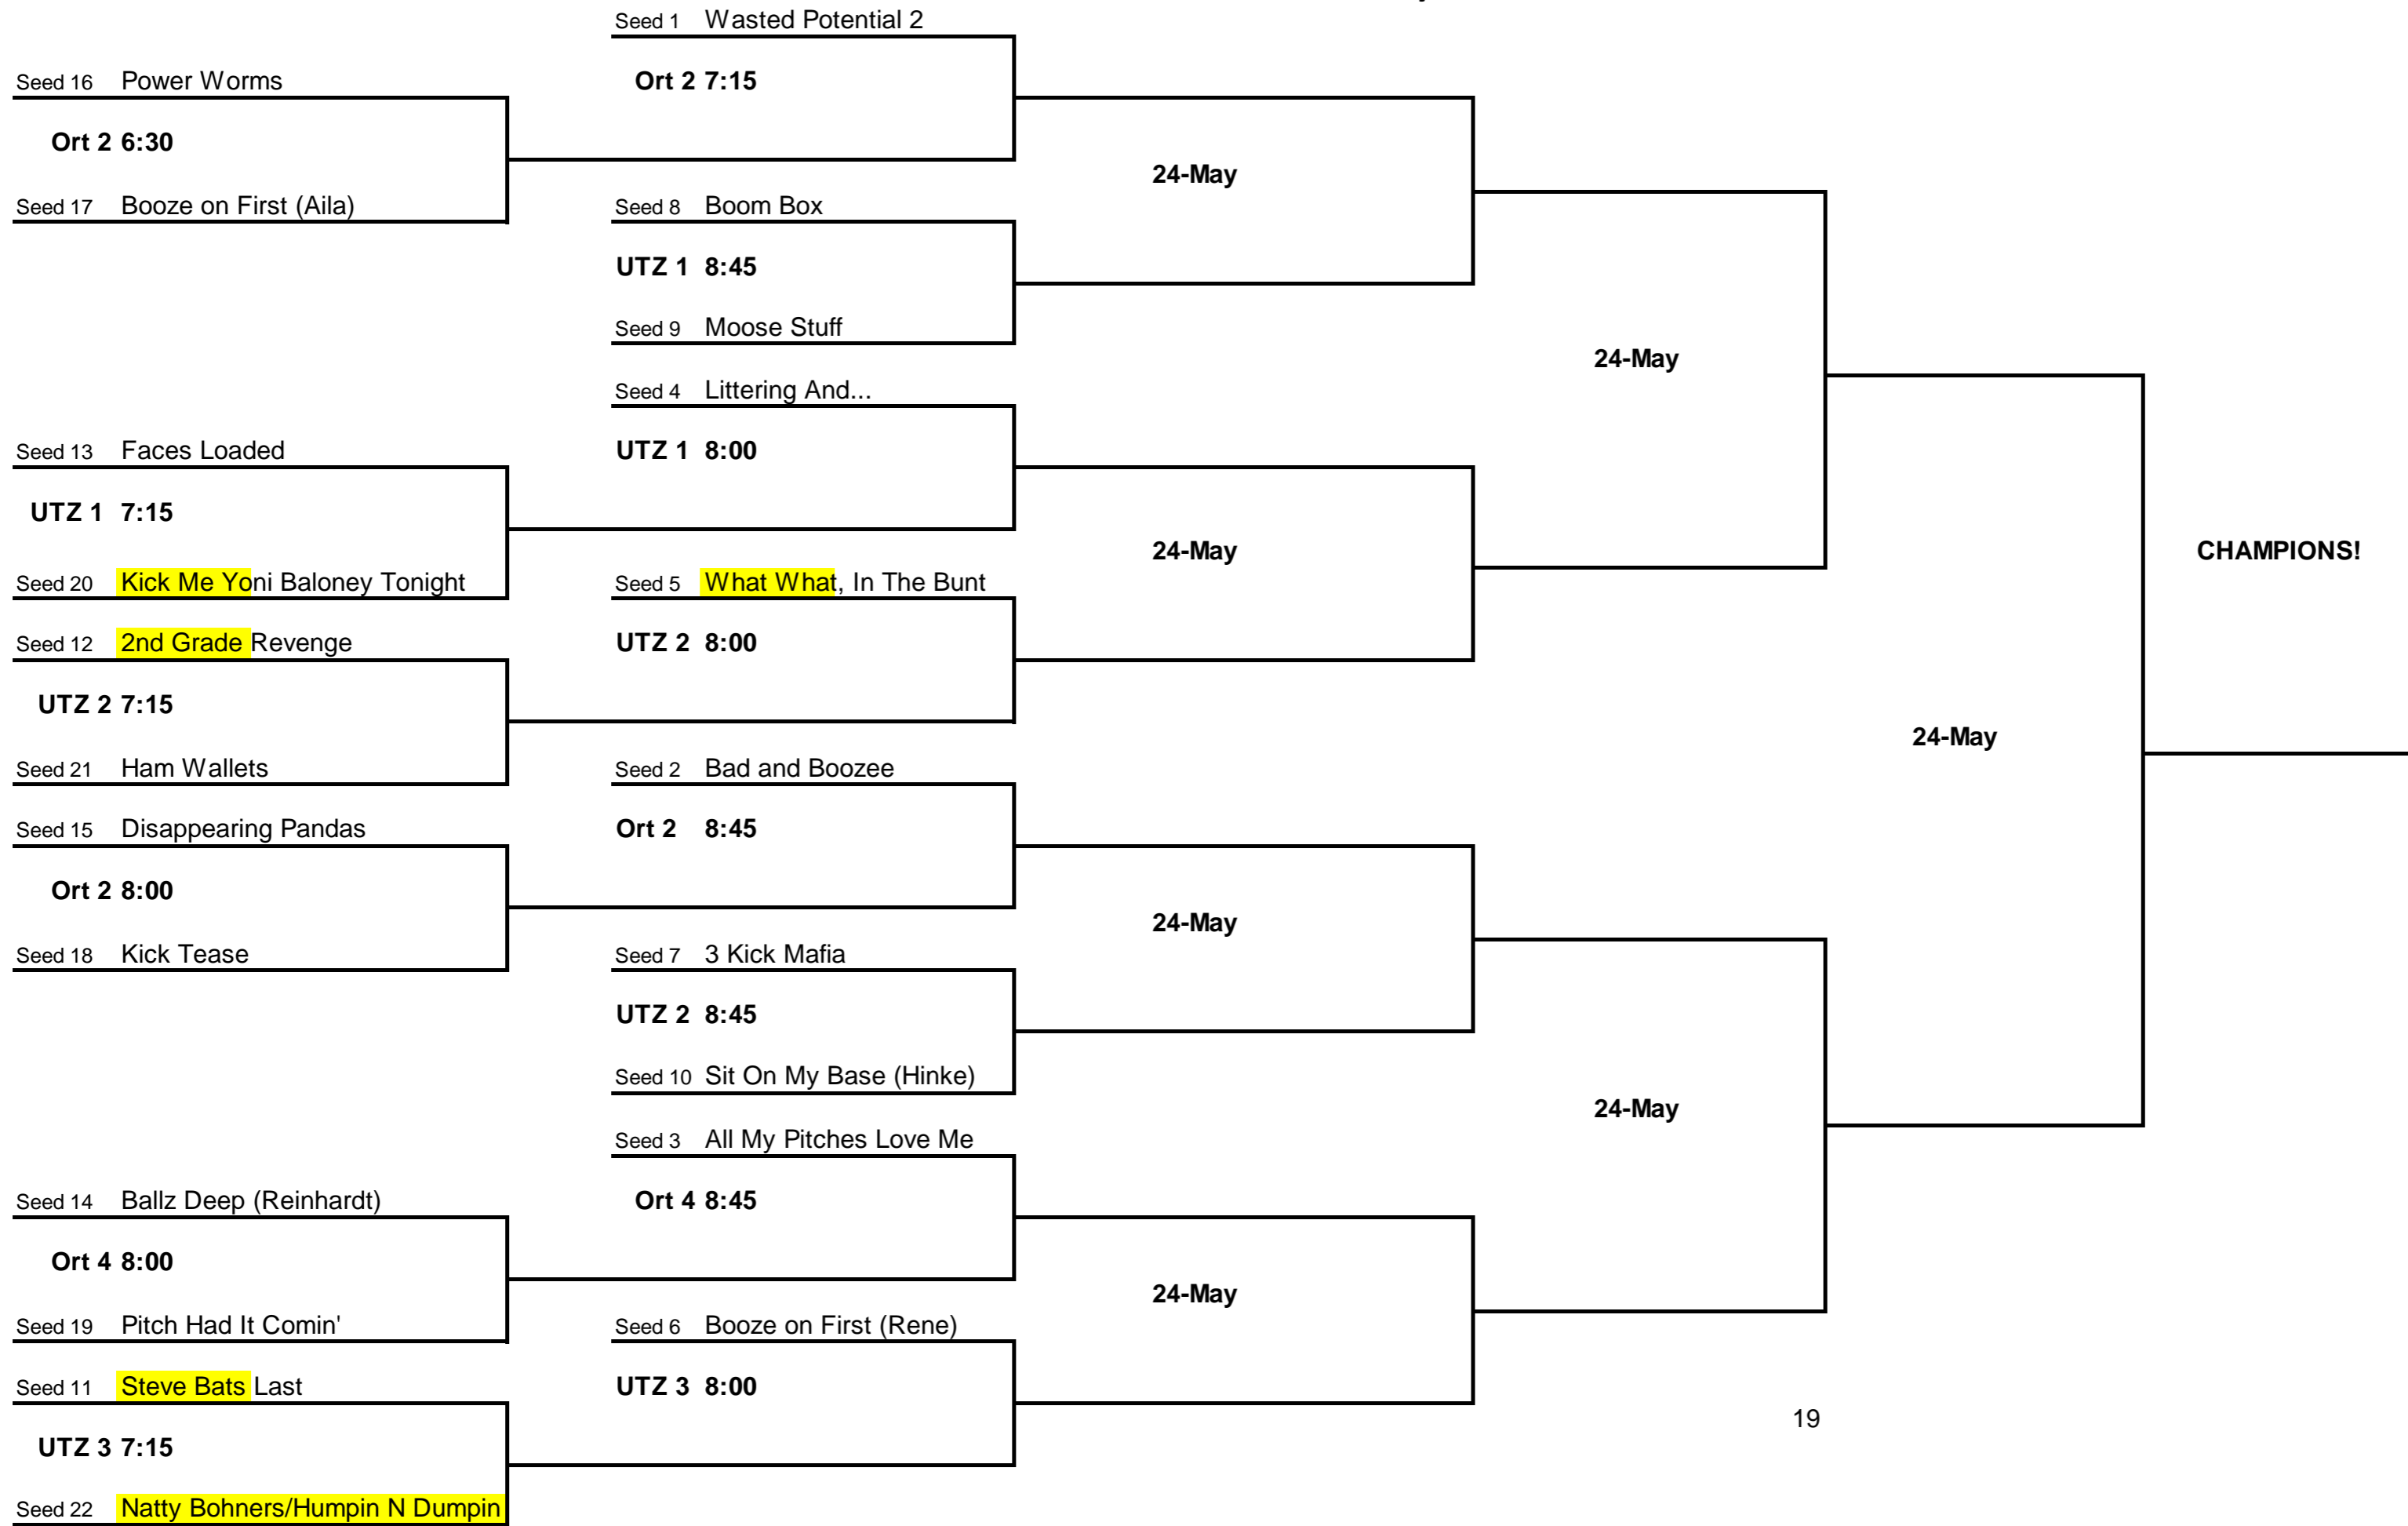 Seed 1 Wasted Potential 2
Seed 16 Power Worms
Ort 2 7:15
Ort 2 6:30
24-May
Seed 17 Booze on First (Aila)
Seed 8 Boom Box
UTZ 1 8:45
Seed 9 Moose Stuff
24-May
Seed 4 Littering And...
Seed 13 Faces Loaded
UTZ 1 8:00
UTZ 1 7:15
24-May
CHAMPIONS!
Seed 20 Kick Me Yoni Baloney Tonight
Seed 5 What What, In The Bunt
Seed 12 2nd Grade Revenge
UTZ 2 8:00
UTZ 2 7:15
24-May
Seed 21 Ham Wallets
Seed 2 Bad and Boozee
Seed 15 Disappearing Pandas
Ort 2 8:45
Ort 2 8:00
24-May
Seed 18 Kick Tease
Seed 7 3 Kick Mafia
UTZ 2 8:45
Seed 10 Sit On My Base (Hinke)
24-May
Seed 3 All My Pitches Love Me
Seed 14 Ballz Deep (Reinhardt)
Ort 4 8:45
Ort 4 8:00
24-May
Seed 19 Pitch Had It Comin'
Seed 6 Booze on First (Rene)
Seed 11 Steve Bats Last
UTZ 3 8:00
19
UTZ 3 7:15
Seed 22 Natty Bohners/Humpin N Dumpin